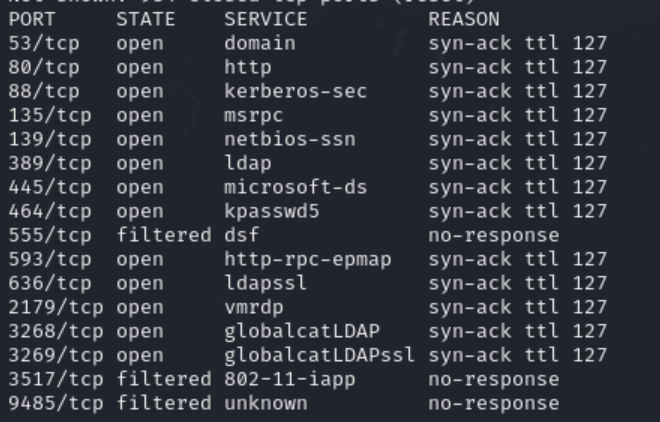 PORT STATE SERVICE REASON
53/tcp open domain syn-ack ttl 127
80/tcp open http syn-ack ttl 127
88/tcp open kerberos-sec syn-ack ttl 127
135/tcp open msrpc syn-ack ttl 127
139/tcp open netbios-ssn syn-ack ttl 127
389/tcp open ldap syn-ack ttl 127
445/tcp open microsoft-ds syn-ack ttl 127
464/tcp open kpasswd5 syn-ack ttl 127
555/tcp filtered dsf no-response
593/tcp open http-rpc-epmap syn-ack ttl 127
636/tcp open ldapssl syn-ack ttl 127
2179/tcp open vmrdp syn-ack ttl 127
3268/tcp open globalcatLDAP syn-ack ttl 127
3269/tcp open globalcatLDAPssl syn-ack ttl 127
3517/tcp filtered 802-11-iapp no-response
9485/tcp filtered unknown no-response